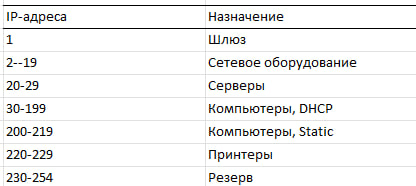 IP-адреса Назначение
1 Шлюз
2--19 Сетевое оборудование
20-29 Серверы
30-199 Компьютеры, DHCP
200-219 Компьютеры, Static
220-229 Принтеры
230-254 Резерв